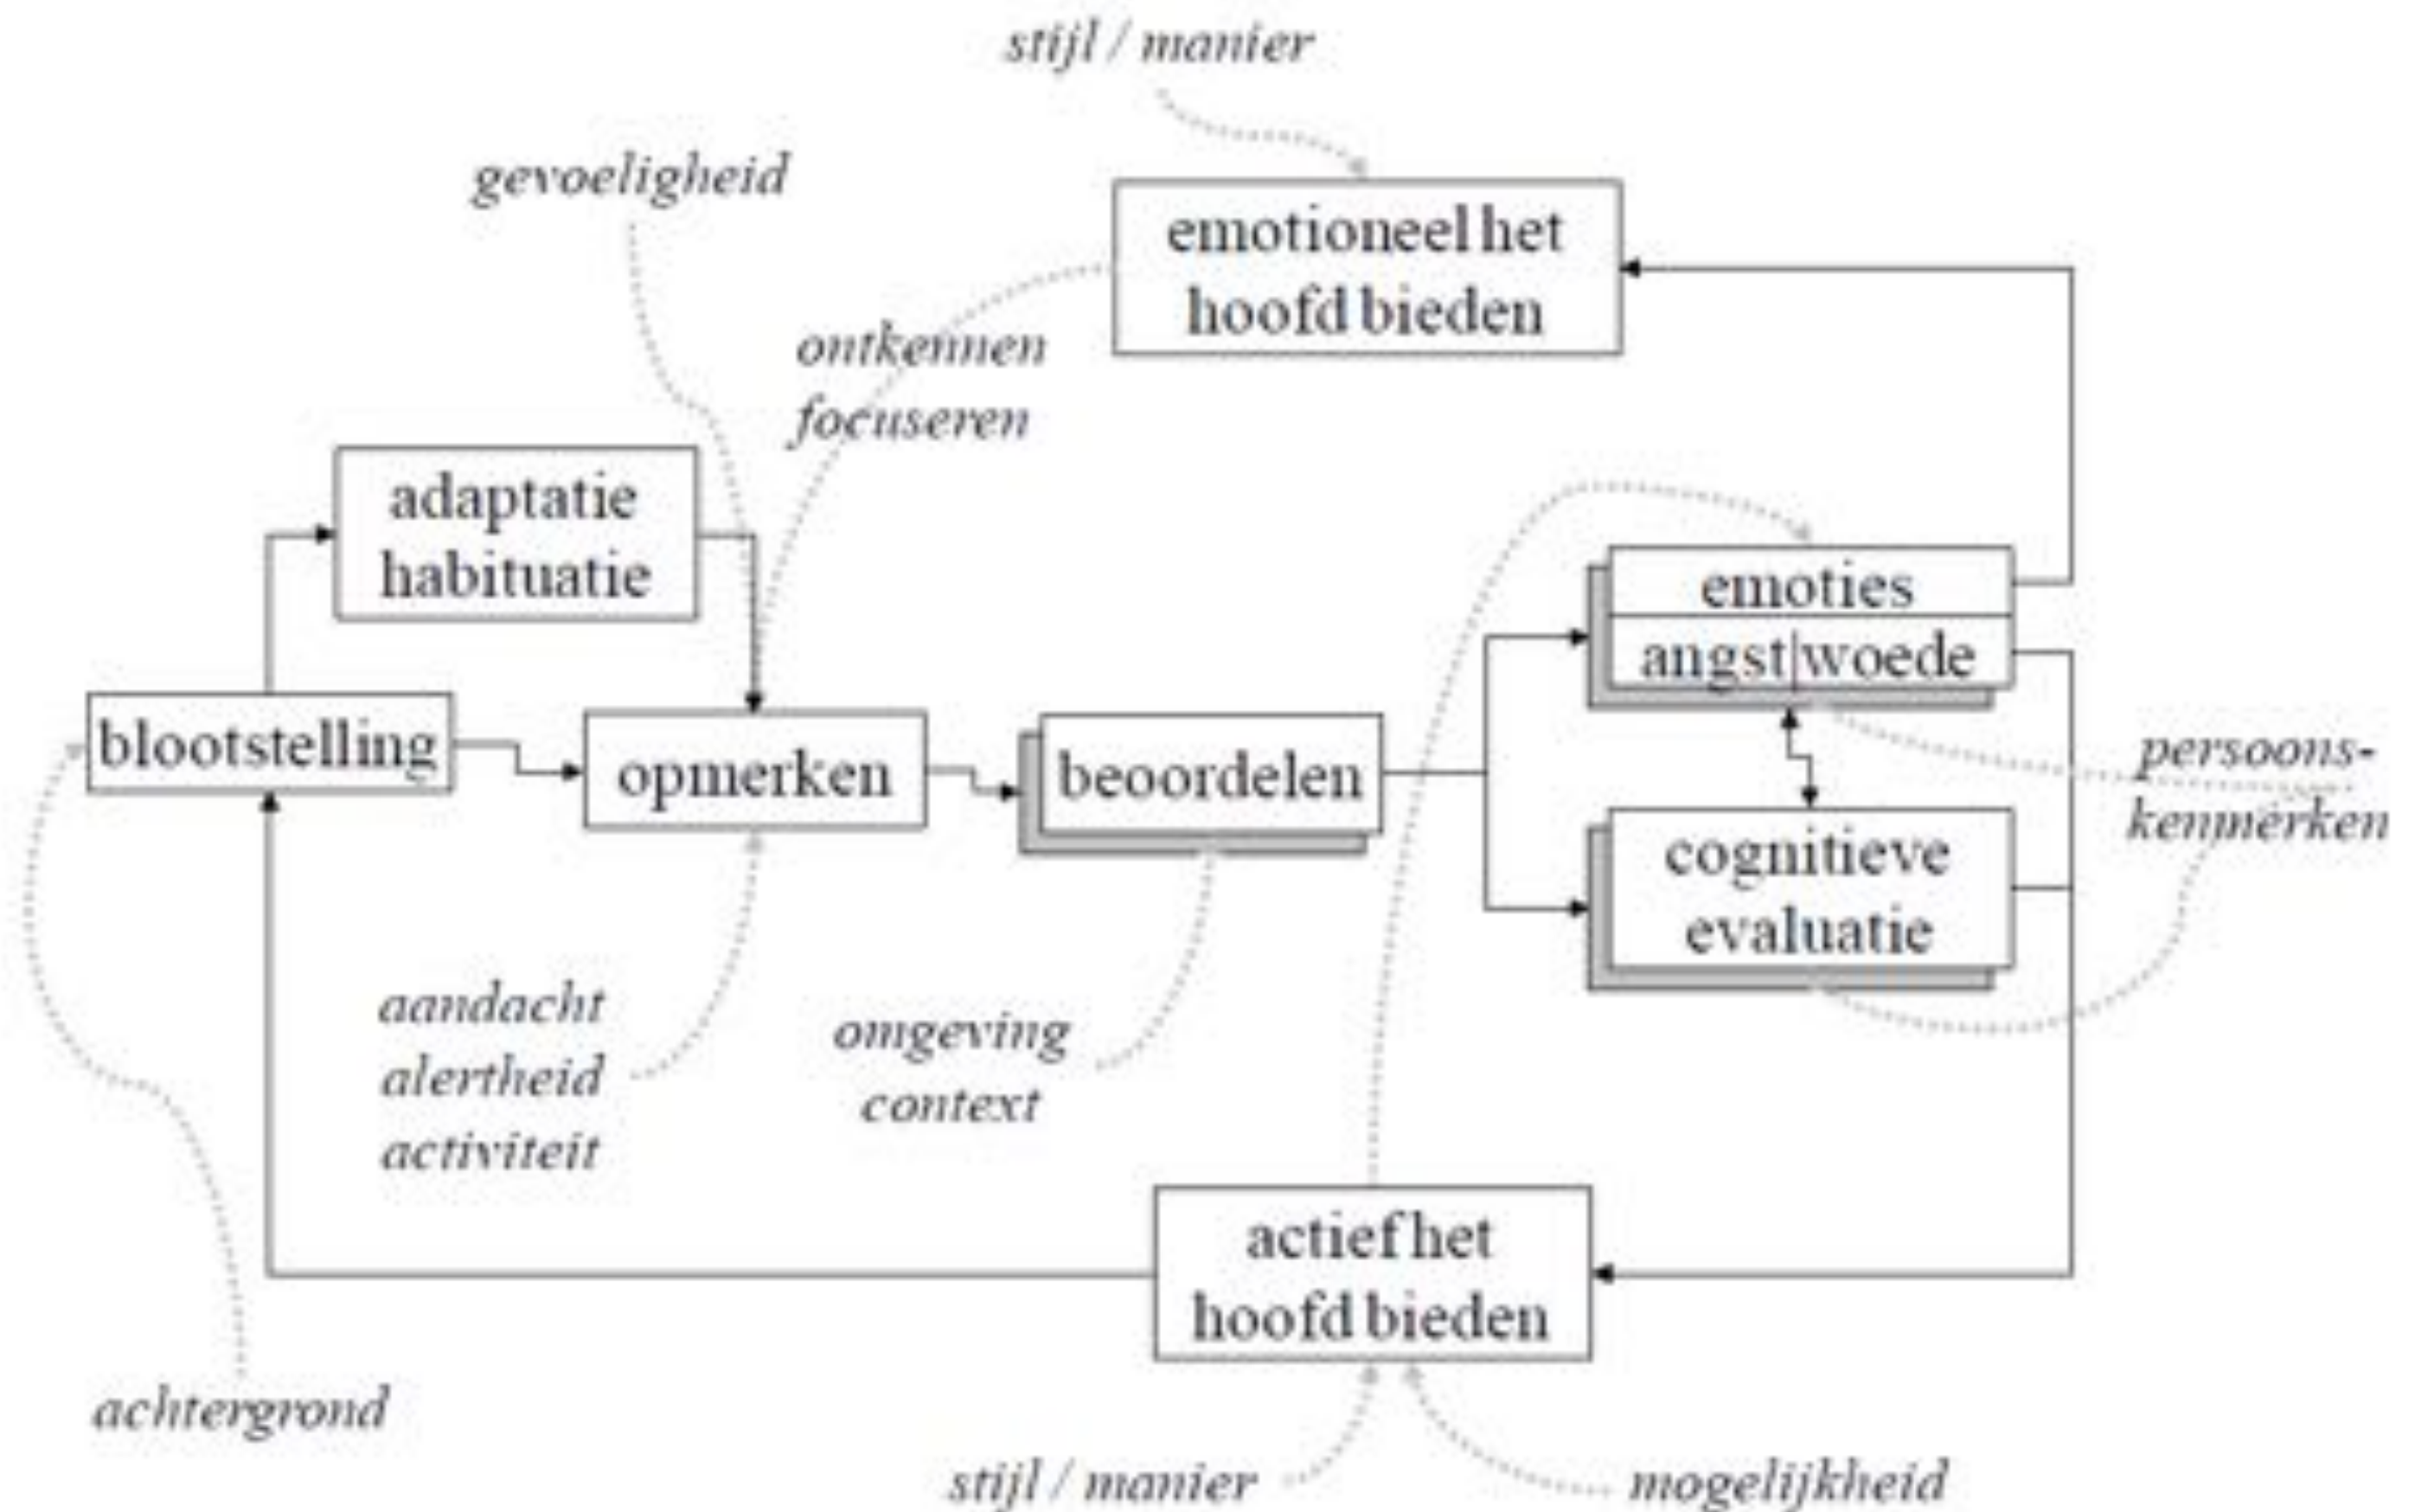 stijl / manier
gevoeligheid
emotioneel het
hoofd bieden
ontkennen
focuseren
adaptatie
habituatie
emoties
angst|woede
blootstelling
opmerken
beoordelen
persoons-
kenmerken
cognitieve
evaluatie
aandacht
alertheid
activiteit
omgeving
context
actief het
hoofd bieden
achtergrond
stijl / manier
mogelijkheid